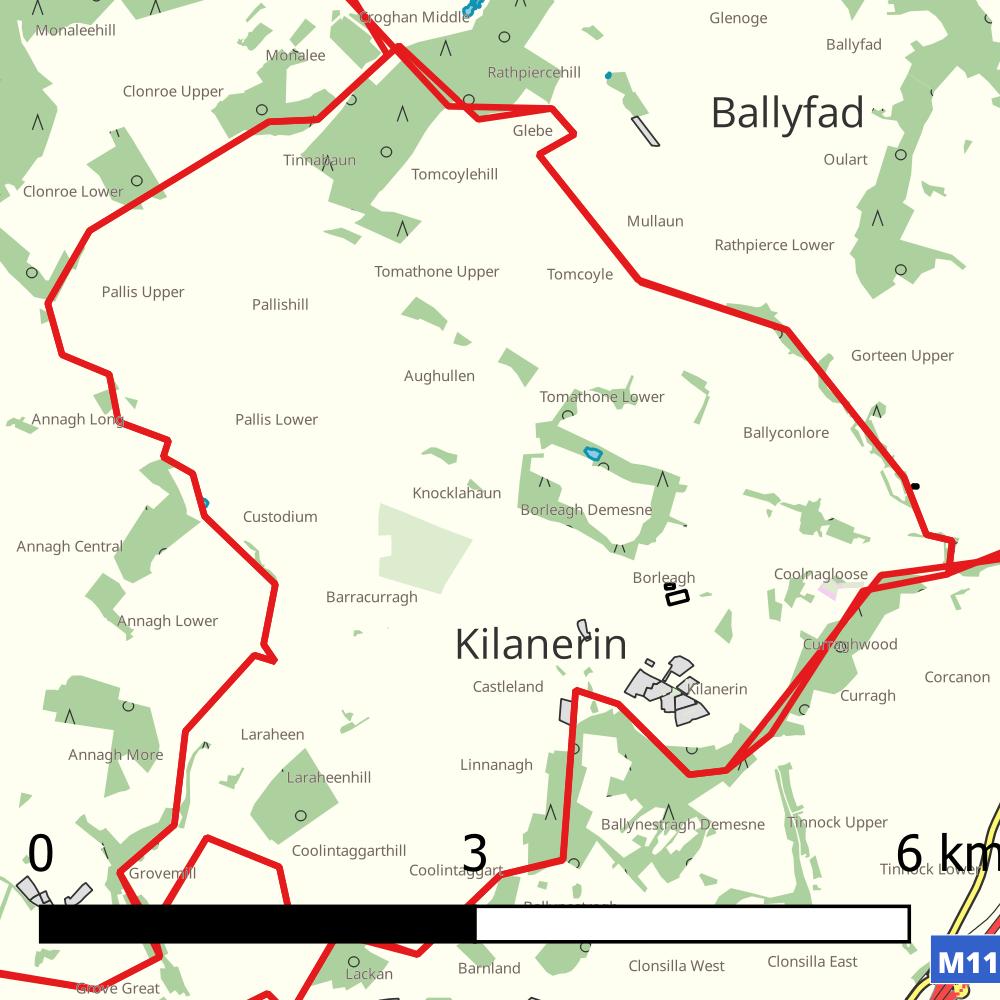 Croghan Middle
Glenoge
Monaleehill
Ballyfad
Monalee
Rathpiercehill
Clonroe Upper
Ballyfad
Glebe
Tinnabaun
Oulart
Tomcoylehill
Clonroe Lower
Mullaun
Rathpierce Lower
Tomathone Upper
Tomcoyle
Pallis Upper
Pallishill
Gorteen Upper
Aughullen
Tomathone Lower
Annagh Long
Pallis Lower
Ballyconlore
Knocklahaun
Borleagh Demesne
Custodium
Annagh Central
Coolnagloose
Borleagh
Barracurragh
Annagh Lower
Kilanerin
Curraghwood
Corcanon
Castleland
Kilanerin
Curragh
Laraheen
Annagh More
Linnanagh
Laraheenhill
Ballynestragh Demesne
Tinnock Upper
0
3
6 km
Coolintaggarthill
Coolintaggart
Tinnock Lower
Grovemill
Ballynestragh
M11
Clonsilla East
Clonsilla West
Barnland
Lackan
Grove Great